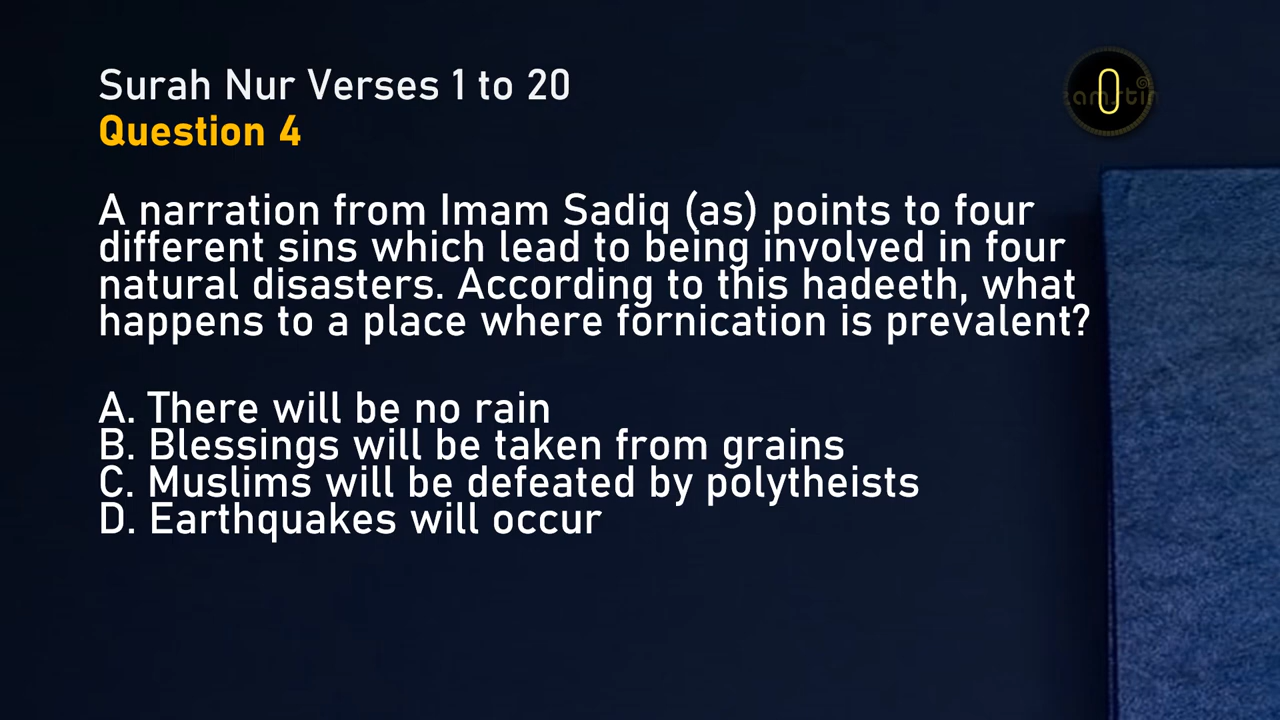 Surah Nur Verses 1 to 20
0
Question 4
A narration from Imam Sadiq (as) points to four
different sins which lead to being involved in four
natural disasters. According to this hadeeth, what
happens to a place where fornication is prevalent?
A. There will be no rain
B. Blessings will be taken from grains
C. Muslims will be defeated by polytheists
D. Earthquakes will occur